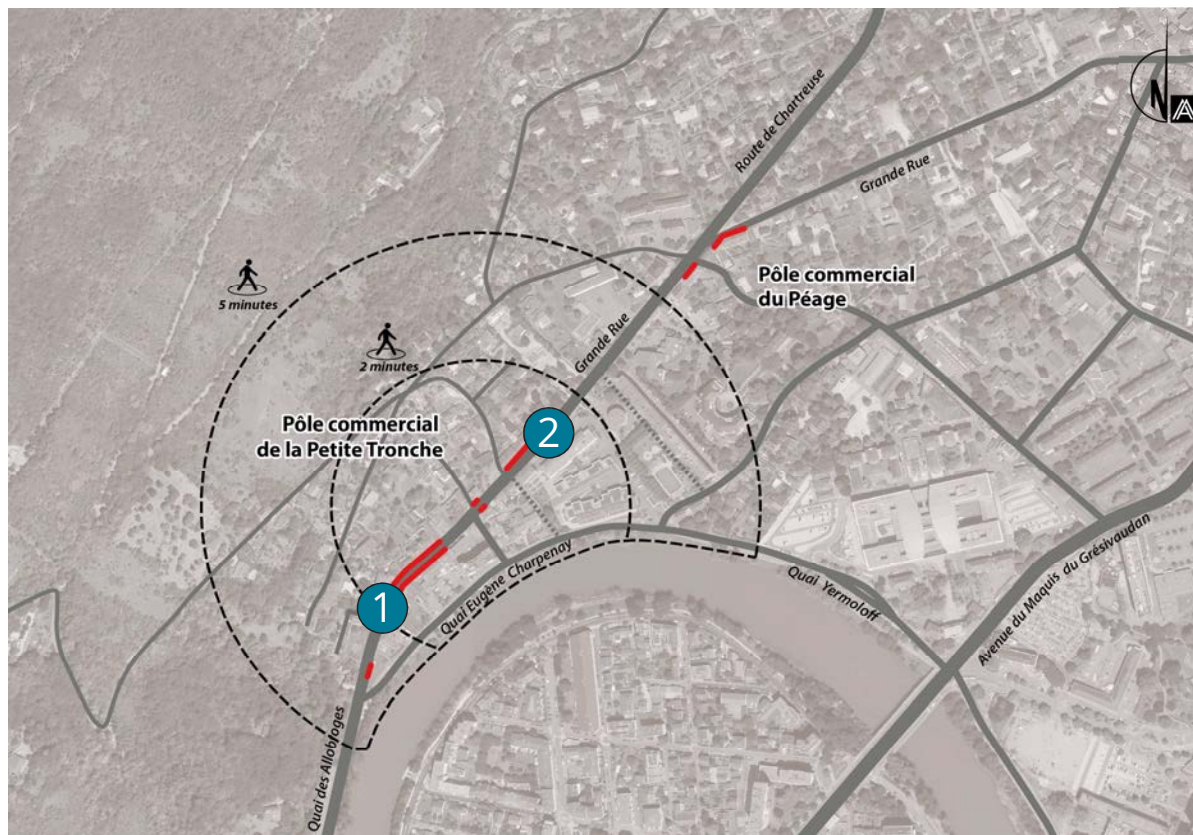 N
Route de Chartreuse
Grande Rue
Pôle commercial
du Péage
5 minutes
Grande Rue
2 minutes
Pôle commercial
de la Petite Tronche
2
1
Quai Eugène Charpenay
Quai Yermoloff
Avenue du Maquis du Grésivaudan
Quai des Allobroges